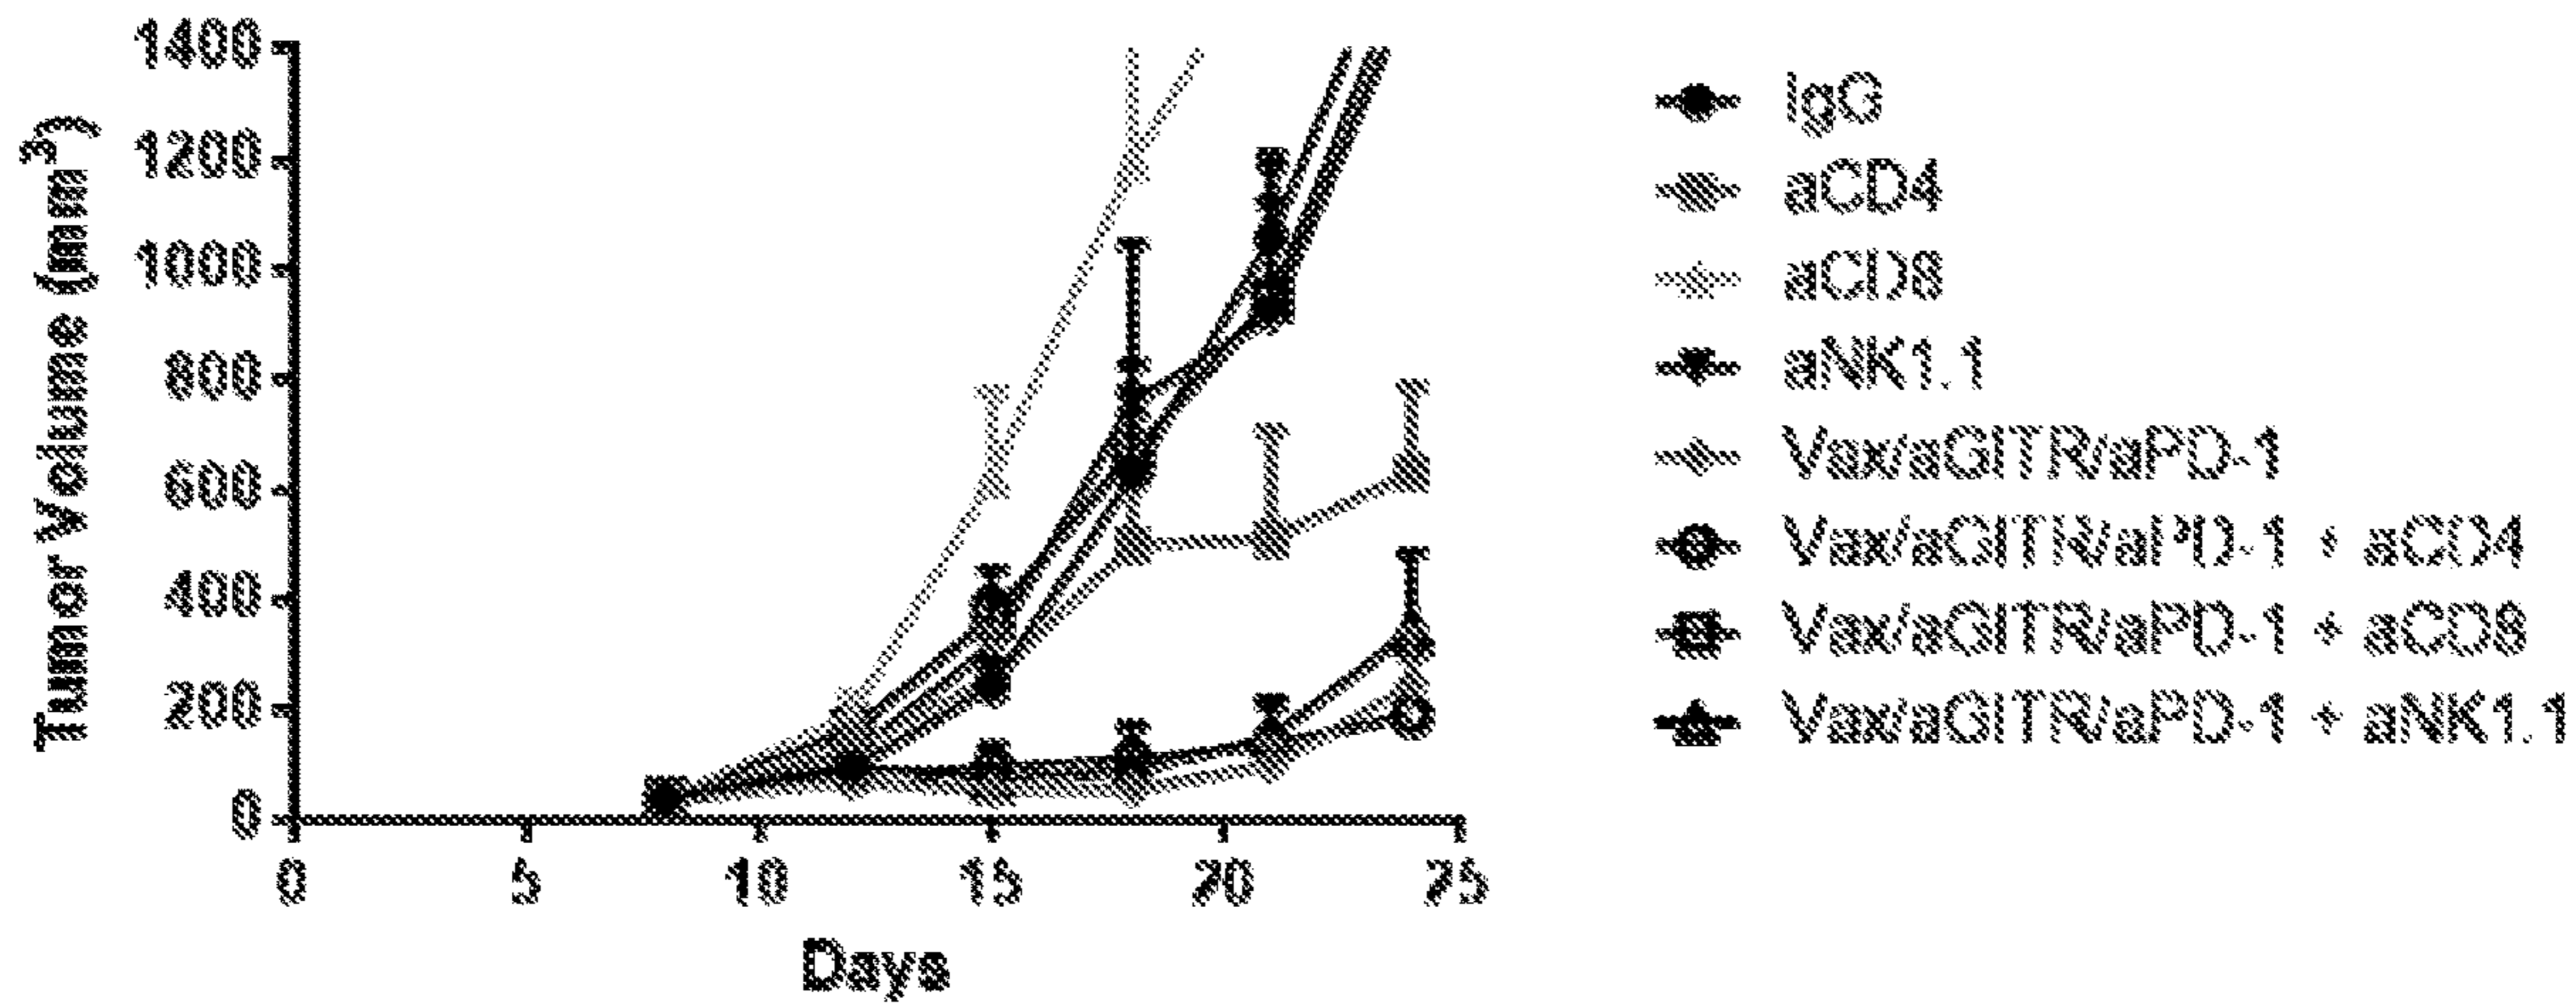 1400
1200
1000
800
600
400
200
0
Tumor Volume (mm³)
0 5 10 15 20 25
Days
IgG
aCD4
aCD8
aNK1.1
Vax/aGITR/aPD-1
Vax/aGITR/aPD-1 + aCD4
Vax/aGITR/aPD-1 + aCD8
Vax/aGITR/aPD-1 + aNK1.1